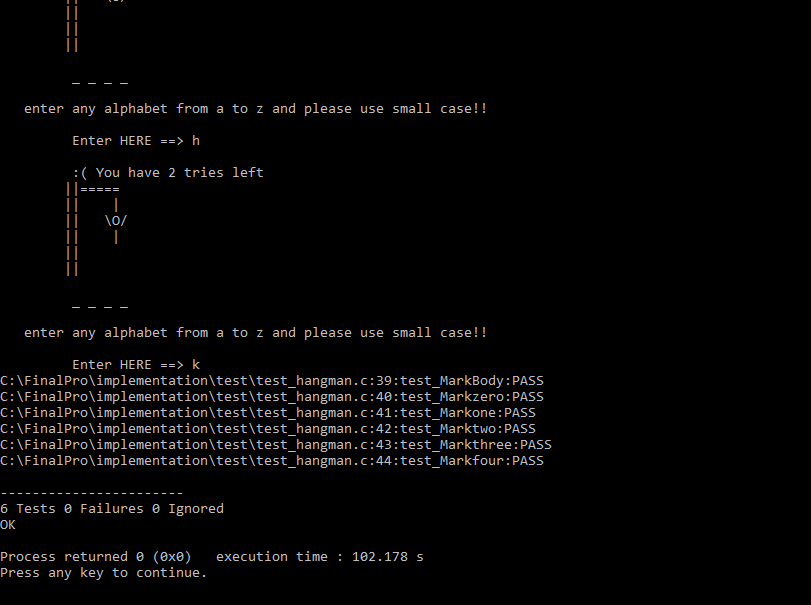 ||   \O/
||
||
||
_ _ _ _
enter any alphabet from a to z and please use small case!!
Enter HERE ==> h
:( You have 2 tries left
||=====
||    |
||   \O/
||    |
||
||
_ _ _ _
enter any alphabet from a to z and please use small case!!
Enter HERE ==> k
C:\FinalPro\implementation\test\test_hangman.c:39:test_MarkBody:PASS
C:\FinalPro\implementation\test\test_hangman.c:40:test_Markzero:PASS
C:\FinalPro\implementation\test\test_hangman.c:41:test_Markone:PASS
C:\FinalPro\implementation\test\test_hangman.c:42:test_Marktwo:PASS
C:\FinalPro\implementation\test\test_hangman.c:43:test_Markthree:PASS
C:\FinalPro\implementation\test\test_hangman.c:44:test_Markfour:PASS
-----------------------
6 Tests 0 Failures 0 Ignored
OK
Process returned 0 (0x0)   execution time : 102.178 s
Press any key to continue.